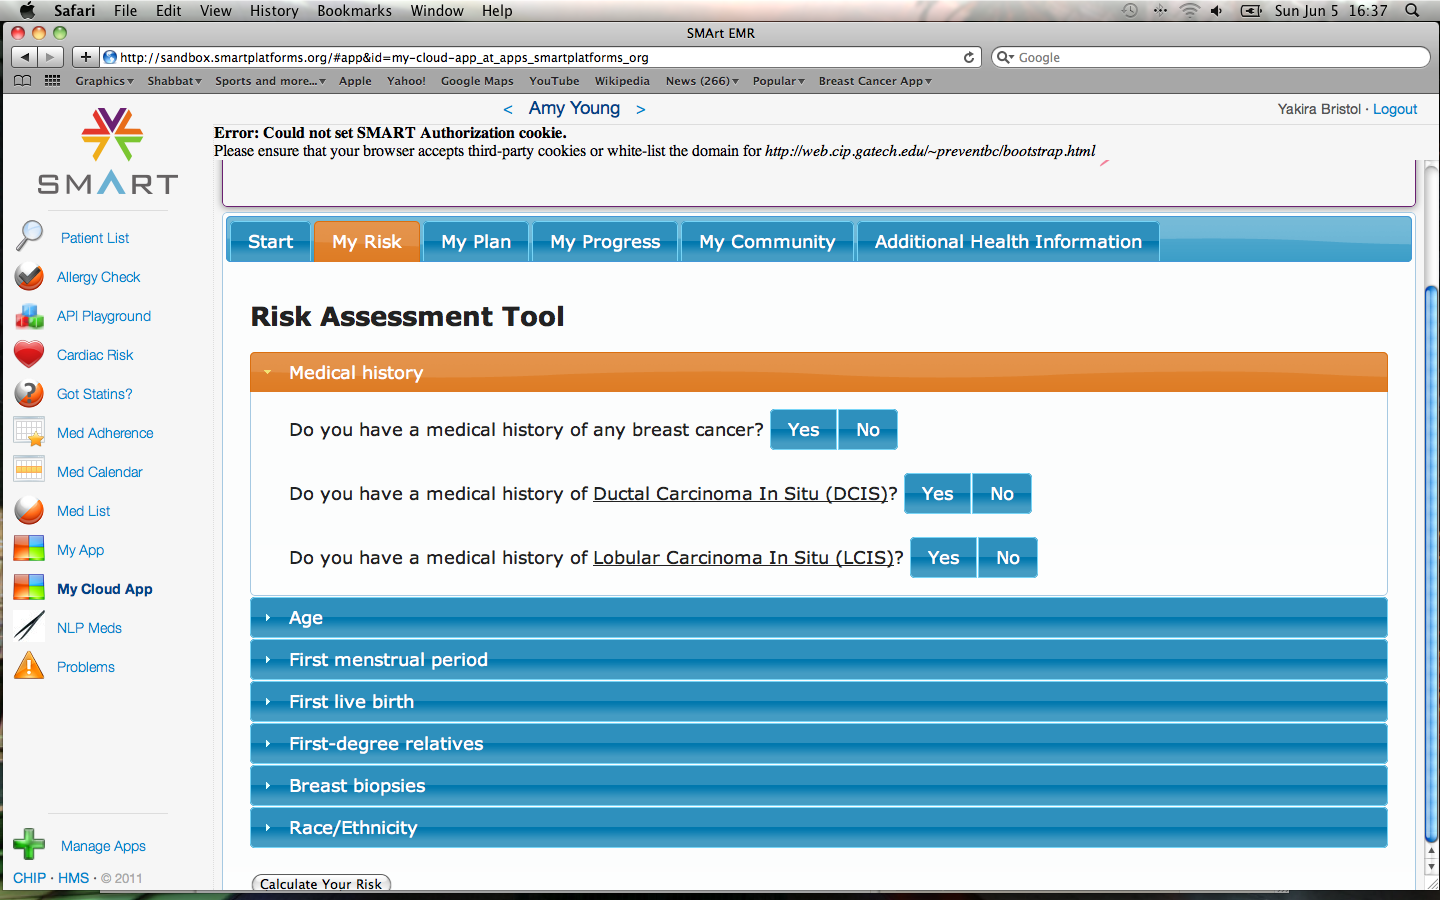 Safari File Edit View History Bookmarks Window Help Sun Jun 5 16:37
SMArt EMR
http://sandbox.smartplatforms.org/#app&id=my-cloud-app_at_apps_smartplatforms_org Google
Graphics Shabbat Sports and more... Apple Yahoo! Google Maps YouTube Wikipedia News (266) Popular Breast Cancer App
< Amy Young > Yakira Bristol · Logout
Error: Could not set SMART Authorization cookie.
Please ensure that your browser accepts third-party cookies or white-list the domain for http://web.cip.gatech.edu/~preventbc/bootstrap.html
SMART
Patient List
Allergy Check
API Playground
Cardiac Risk
Got Statins?
Med Adherence
Med Calendar
Med List
My App
My Cloud App
NLP Meds
Problems
Manage Apps
CHIP · HMS · © 2011
Start My Risk My Plan My Progress My Community Additional Health Information
Risk Assessment Tool
Medical history
Do you have a medical history of any breast cancer? Yes No
Do you have a medical history of Ductal Carcinoma In Situ (DCIS)? Yes No
Do you have a medical history of Lobular Carcinoma In Situ (LCIS)? Yes No
Age
First menstrual period
First live birth
First-degree relatives
Breast biopsies
Race/Ethnicity
Calculate Your Risk